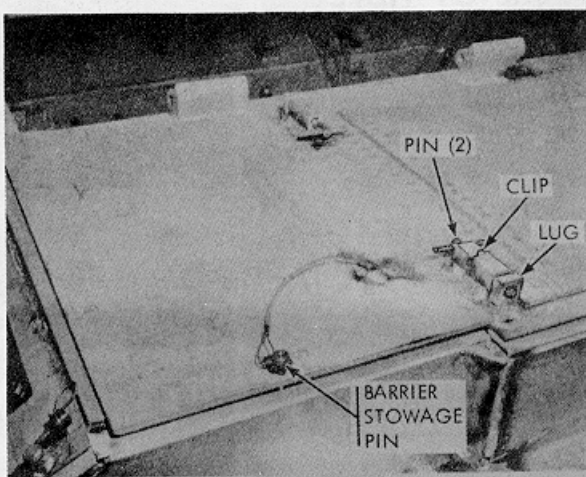 PIN (2)
CLIP
LUG
BARRIER
STOWAGE
PIN